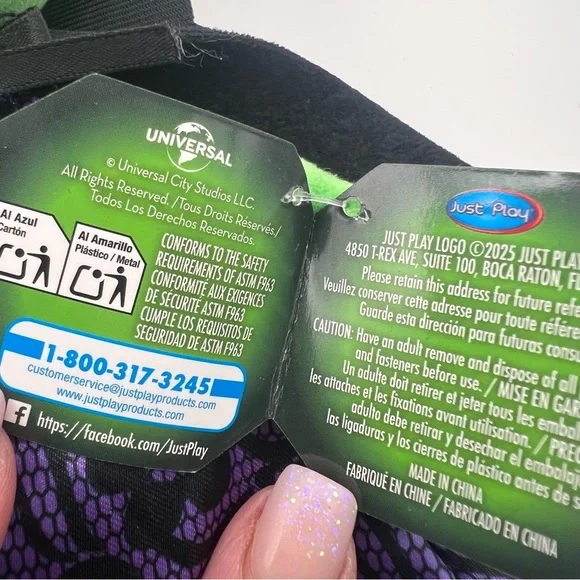 UNIVERSAL
© Universal City Studios LLC.
All Rights Reserved. /Tous Droits Réservés/
Todos Los Derechos Reservados.
Al Azul
Cartón
Al Amarillo
Plástico / Metal
CONFORMS TO THE SAFETY
REQUIREMENTS OF ASTM F963
CONFORMITÉ AUX EXIGENCES
DE SÉCURITÉ ASTM F963
CUMPLE LOS REQUISITOS DE
SEGURIDAD DE ASTM F963
1-800-317-3245
customerservice@justplayproducts.com
www.justplayproducts.com
f https://facebook.com/JustPlay
Just Play
JUST PLAY LOGO ©2025 JUST PLAY
4850 T-REX AVE, SUITE 100, BOCA RATON,
Please retain this address for future
Veuillez conserver cette adresse pour toute
Guarde esta dirección para futuras
CAUTION: Have an adult remove and dispose of all
and fasteners before use. / MISE EN
Un adulte doit retirer et jeter tous les
les attaches et les fixations avant utilisation. /
adulto debe retirar y desechar el
las ligaduras y los cierres de plástico antes de
MADE IN CHINA
FABRIQUÉ EN CHINE / FABRICADO EN CHINA